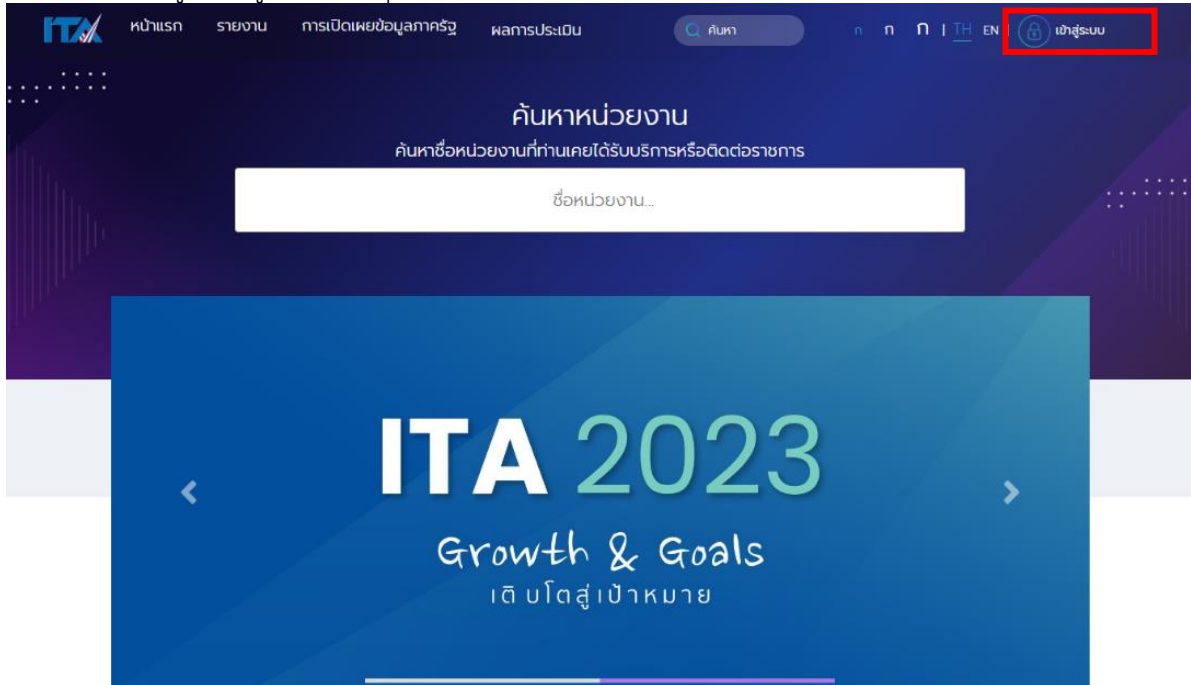 ITA หน้าแรก รายงาน การเปิดเผยข้อมูลภาครัฐ ผลการประเมิน ค้นหา ก ก ก | TH EN | เข้าสู่ระบบ
ค้นหาหน่วยงาน
ค้นหาชื่อหน่วยงานที่ท่านเคยได้รับบริการหรือติดต่อราชการ
ชื่อหน่วยงาน...
ITA 2023
Growth & Goals
เติบโตสู่เป้าหมาย